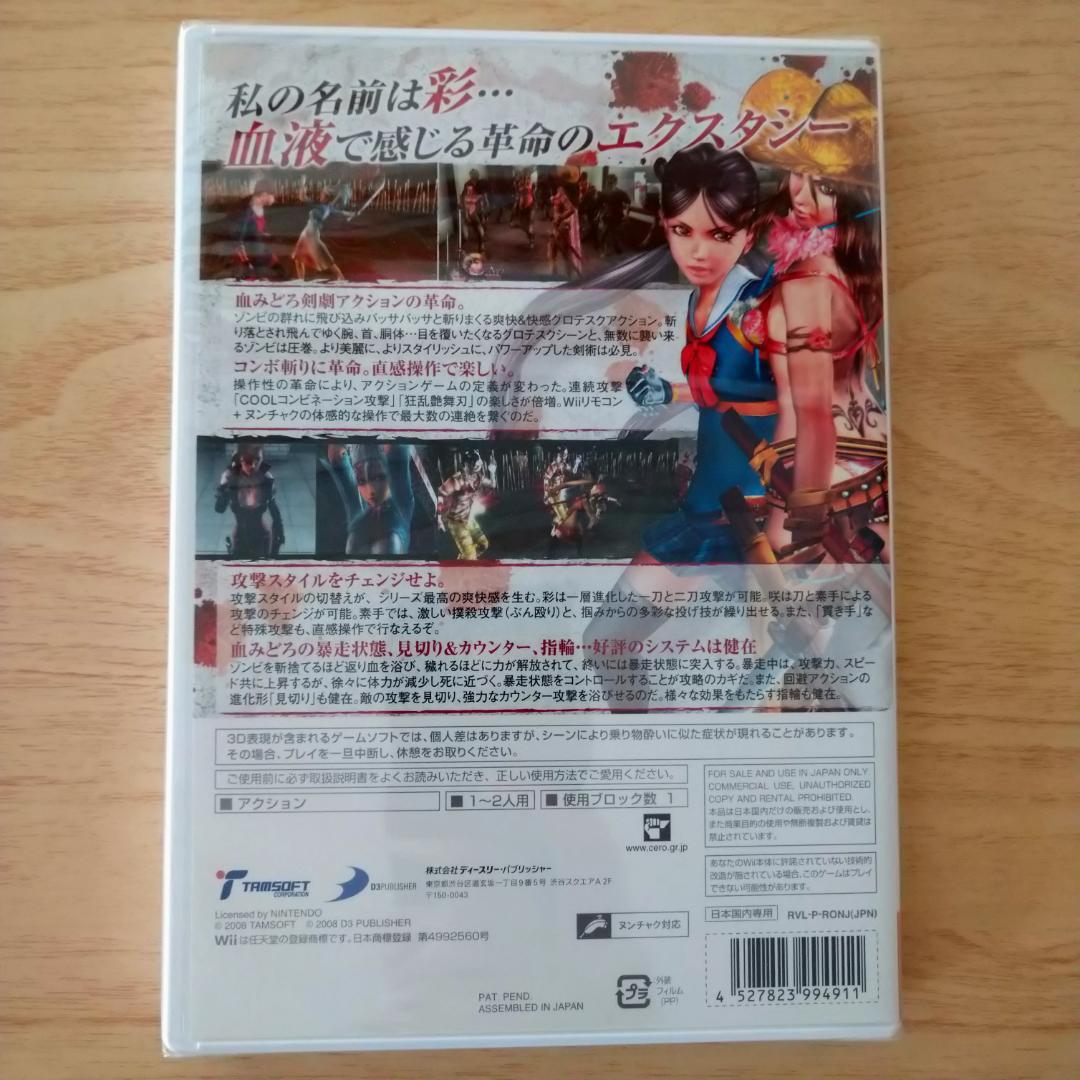 私の名前は彩…
血液で感じる革命のエクスタシー
血みどろ剣劇アクションの革命。
ゾンビの群れに飛び込みバッサバッサと斬りまくる爽快&快感グロテスクアクション。斬
り落とされ飛んでゆく腕、首、胴体…目を覆いたくなるグロテスクシーンと、無数に襲い来
るゾンビは圧巻。より美麗に、よりスタイリッシュに、パワーアップした剣術は必見。
コンボ斬りに革命。直感操作で楽しい。
操作性の革命により、アクションゲームの定義が変わった。連続攻撃
「COOLコンビネーション攻撃」「狂乱艶舞刃」の楽しさが倍増。Wiiリモコン
+ヌンチャクの体感的な操作で最大数の連絶を繋ぐのだ。
攻撃スタイルをチェンジせよ。
攻撃スタイルの切替えが、シリーズ最高の爽快感を生む。彩は一層進化した一刀と二刀攻撃が可能。咲は刀と素手による
攻撃のチェンジが可能。素手では、激しい撲殺攻撃(ぶん殴り)と、掴みからの多彩な投げ技が繰り出せる。また、「貫き手」な
ど特殊攻撃も、直感操作で行なえるぞ。
血みどろの暴走状態、見切り&カウンター、指輪…好評のシステムは健在
ゾンビを斬捨てるほど返り血を浴び、穢れるほどに力が解放されて、終いには暴走状態に突入する。暴走中は、攻撃力、スピー
ド共に上昇するが、徐々に体力が減少し死に近づく。暴走状態をコントロールすることが攻略のカギだ。また、回避アクションの
進化形「見切り」も健在。敵の攻撃を見切り、強力なカウンター攻撃を浴びせるのだ。様々な効果をもたらす指輪も健在。
3D表現が含まれるゲームソフトでは、個人差はありますが、シーンにより乗り物酔いに似た症状が現れることがあります。
その場合、プレイを一旦中断し、休憩をお取りください。
ご使用前に必ず取扱説明書をよくお読みいただき、正しい使用方法でご愛用ください。
■アクション
■1〜2人用
■使用ブロック数 1
FOR SALE AND USE IN JAPAN ONLY.
COMMERCIAL USE, UNAUTHORIZED
COPY AND RENTAL PROHIBITED.
本品は日本国内だけの販売および使用とし、
また商業目的の使用や無断複製および賃貸は
禁止されています。
www.cero.gr.jp
あなたのWii本体に許諾されていない技術的
改造が施されている場合、このゲームはプレイ
できない可能性があります。
TAMSOFT
CORPORATION
D3PUBLISHER
株式会社ディースリー・パブリッシャー
東京都渋谷区道玄坂一丁目9番5号 渋谷スクエアA 2F
〒150-0043
Licensed by NINTENDO
© 2008 TAMSOFT © 2008 D3 PUBLISHER
Wiiは任天堂の登録商標です。日本商標登録 第4992560号
ヌンチャク対応
日本国内専用
RVL-P-RONJ(JPN)
プラ
外装
フィルム
(PP)
PAT. PEND.
ASSEMBLED IN JAPAN
4 527823 994911